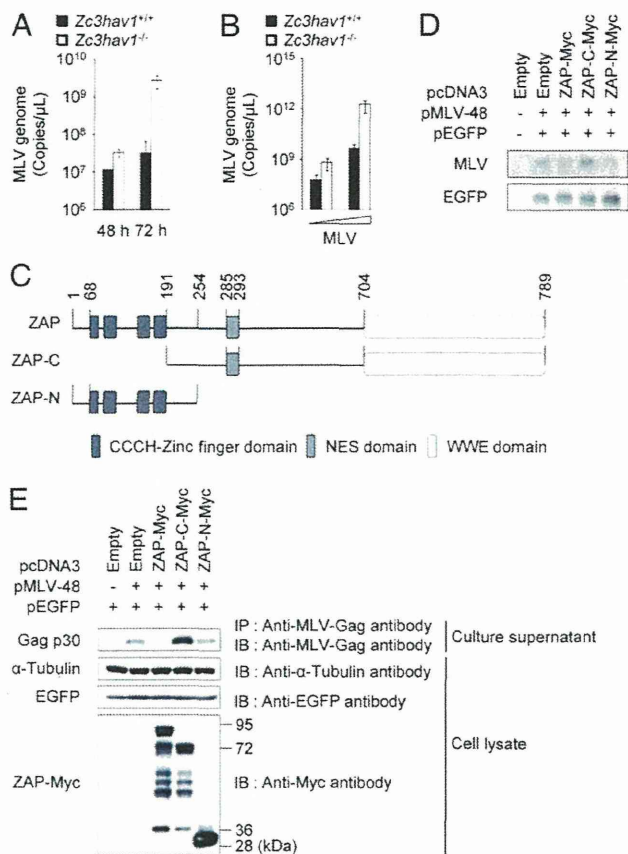 A
■ Zc3hav1+/+
□ Zc3hav1-/-
MLV genome
(Copies/μL)
10^10
10^9
10^8
10^7
10^6
48 h 72 h
B
■ Zc3hav1+/+
□ Zc3hav1-/-
MLV genome
(Copies/μL)
10^15
10^12
10^9
10^6
MLV
D
pcDNA3 Empty Empty ZAP-Myc ZAP-C-Myc ZAP-N-Myc
pMLV-48 - + + + +
pEGFP - + + + +
MLV
EGFP
C
1 68 191 254 285 293 704 789
ZAP
ZAP-C
ZAP-N
CCCH-Zinc finger domain NES domain WWE domain
E
pcDNA3 Empty Empty ZAP-Myc ZAP-C-Myc ZAP-N-Myc
pMLV-48 - + + + +
pEGFP + + + + +
Gag p30
IP : Anti-MLV-Gag antibody
IB : Anti-MLV-Gag antibody
Culture supernatant
α-Tubulin IB : Anti-α-Tubulin antibody
EGFP IB : Anti-EGFP antibody
ZAP-Myc IB : Anti-Myc antibody
95
72
36
28 (kDa)
Cell lysate